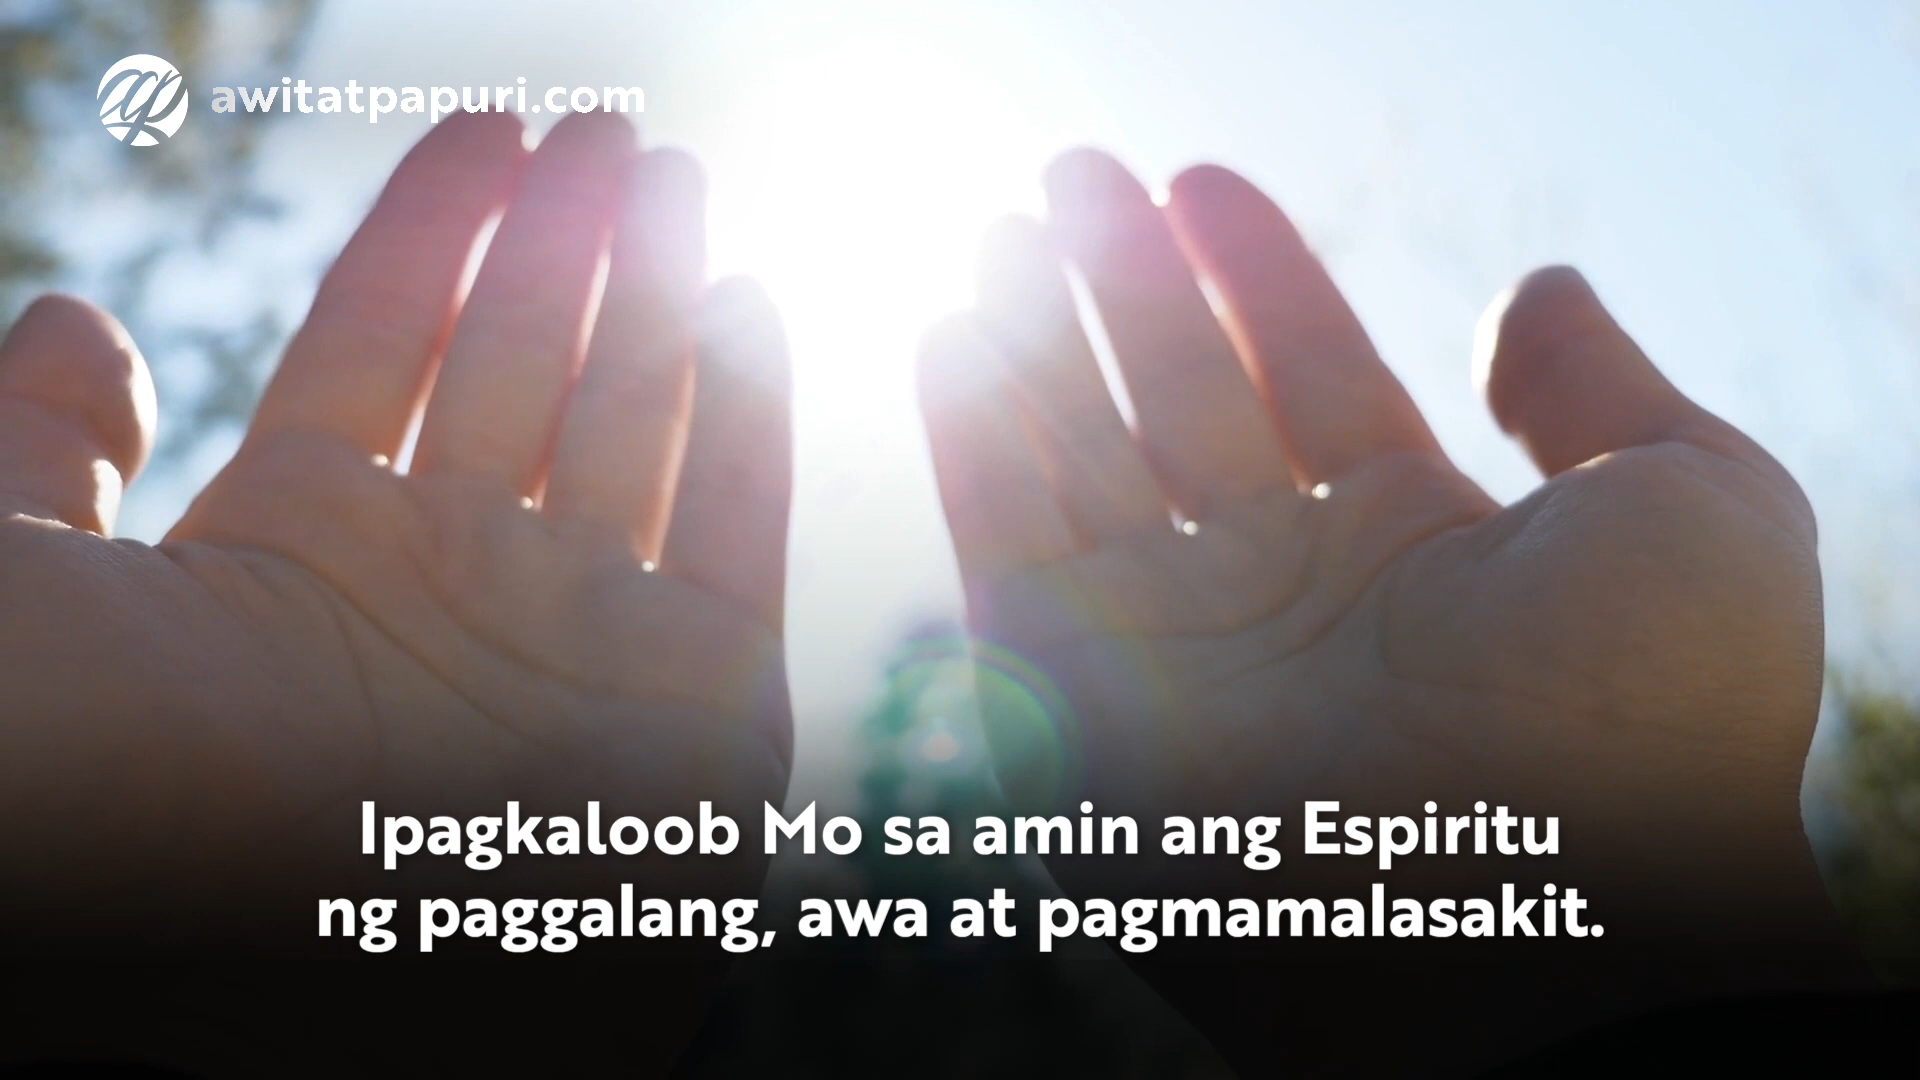 awitatpapuri.com
Ipagkaloob Mo sa amin ang Espiritu
ng paggalang, awa at pagmamalasakit.